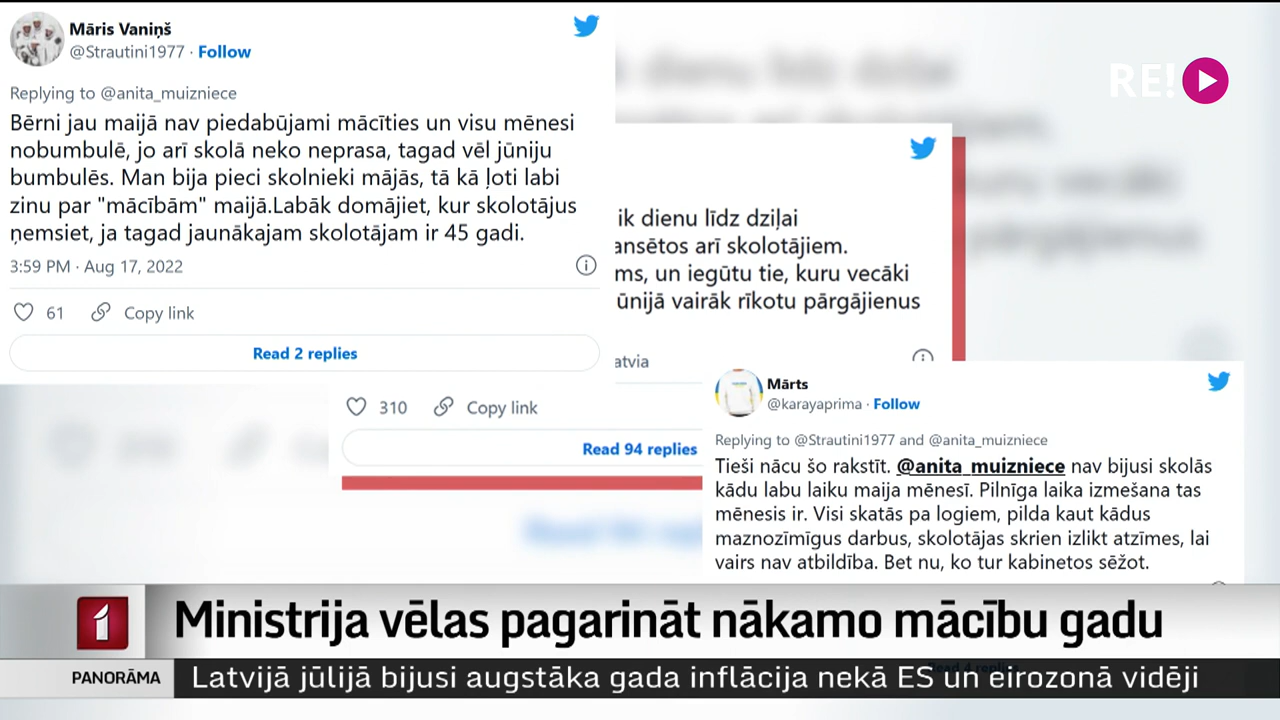 Māris Vaniņš
@Strautini1977 · Follow
Replying to @anita_muizniece
Bērni jau maijā nav piedabūjami mācīties un visu mēnesi
nobumbulē, jo arī skolā neko neprasa, tagad vēl jūniju
bumbulēs. Man bija pieci skolnieki mājās, tā kā ļoti labi
zinu par "mācībām" maijā.Labāk domājiet, kur skolotājus
ņemsiet, ja tagad jaunākajam skolotājam ir 45 gadi.
3:59 PM · Aug 17, 2022
61 Copy link
Read 2 replies
RE!
ik dienu līdz dziļai
ansētos arī skolotājiem.
ms, un iegūtu tie, kuru vecāki
ūnijā vairāk rīkotu pārgājienus
atvia
310 Copy link
Read 94 replies
Mārts
@karayaprima · Follow
Replying to @Strautini1977 and @anita_muizniece
Tieši nācu šo rakstīt. @anita_muizniece nav bijusi skolās
kādu labu laiku maija mēnesī. Pilnīga laika izmešana tas
mēnesis ir. Visi skatās pa logiem, pilda kaut kādus
maznozīmīgus darbus, skolotājas skrien izlikt atzīmes, lai
vairs nav atbildība. Bet nu, ko tur kabinetos sēžot.
1 Ministrija vēlas pagarināt nākamo mācību gadu
Read 4 replies
PANORĀMA Latvijā jūlijā bijusi augstāka gada inflācija nekā ES un eirozonā vidēji